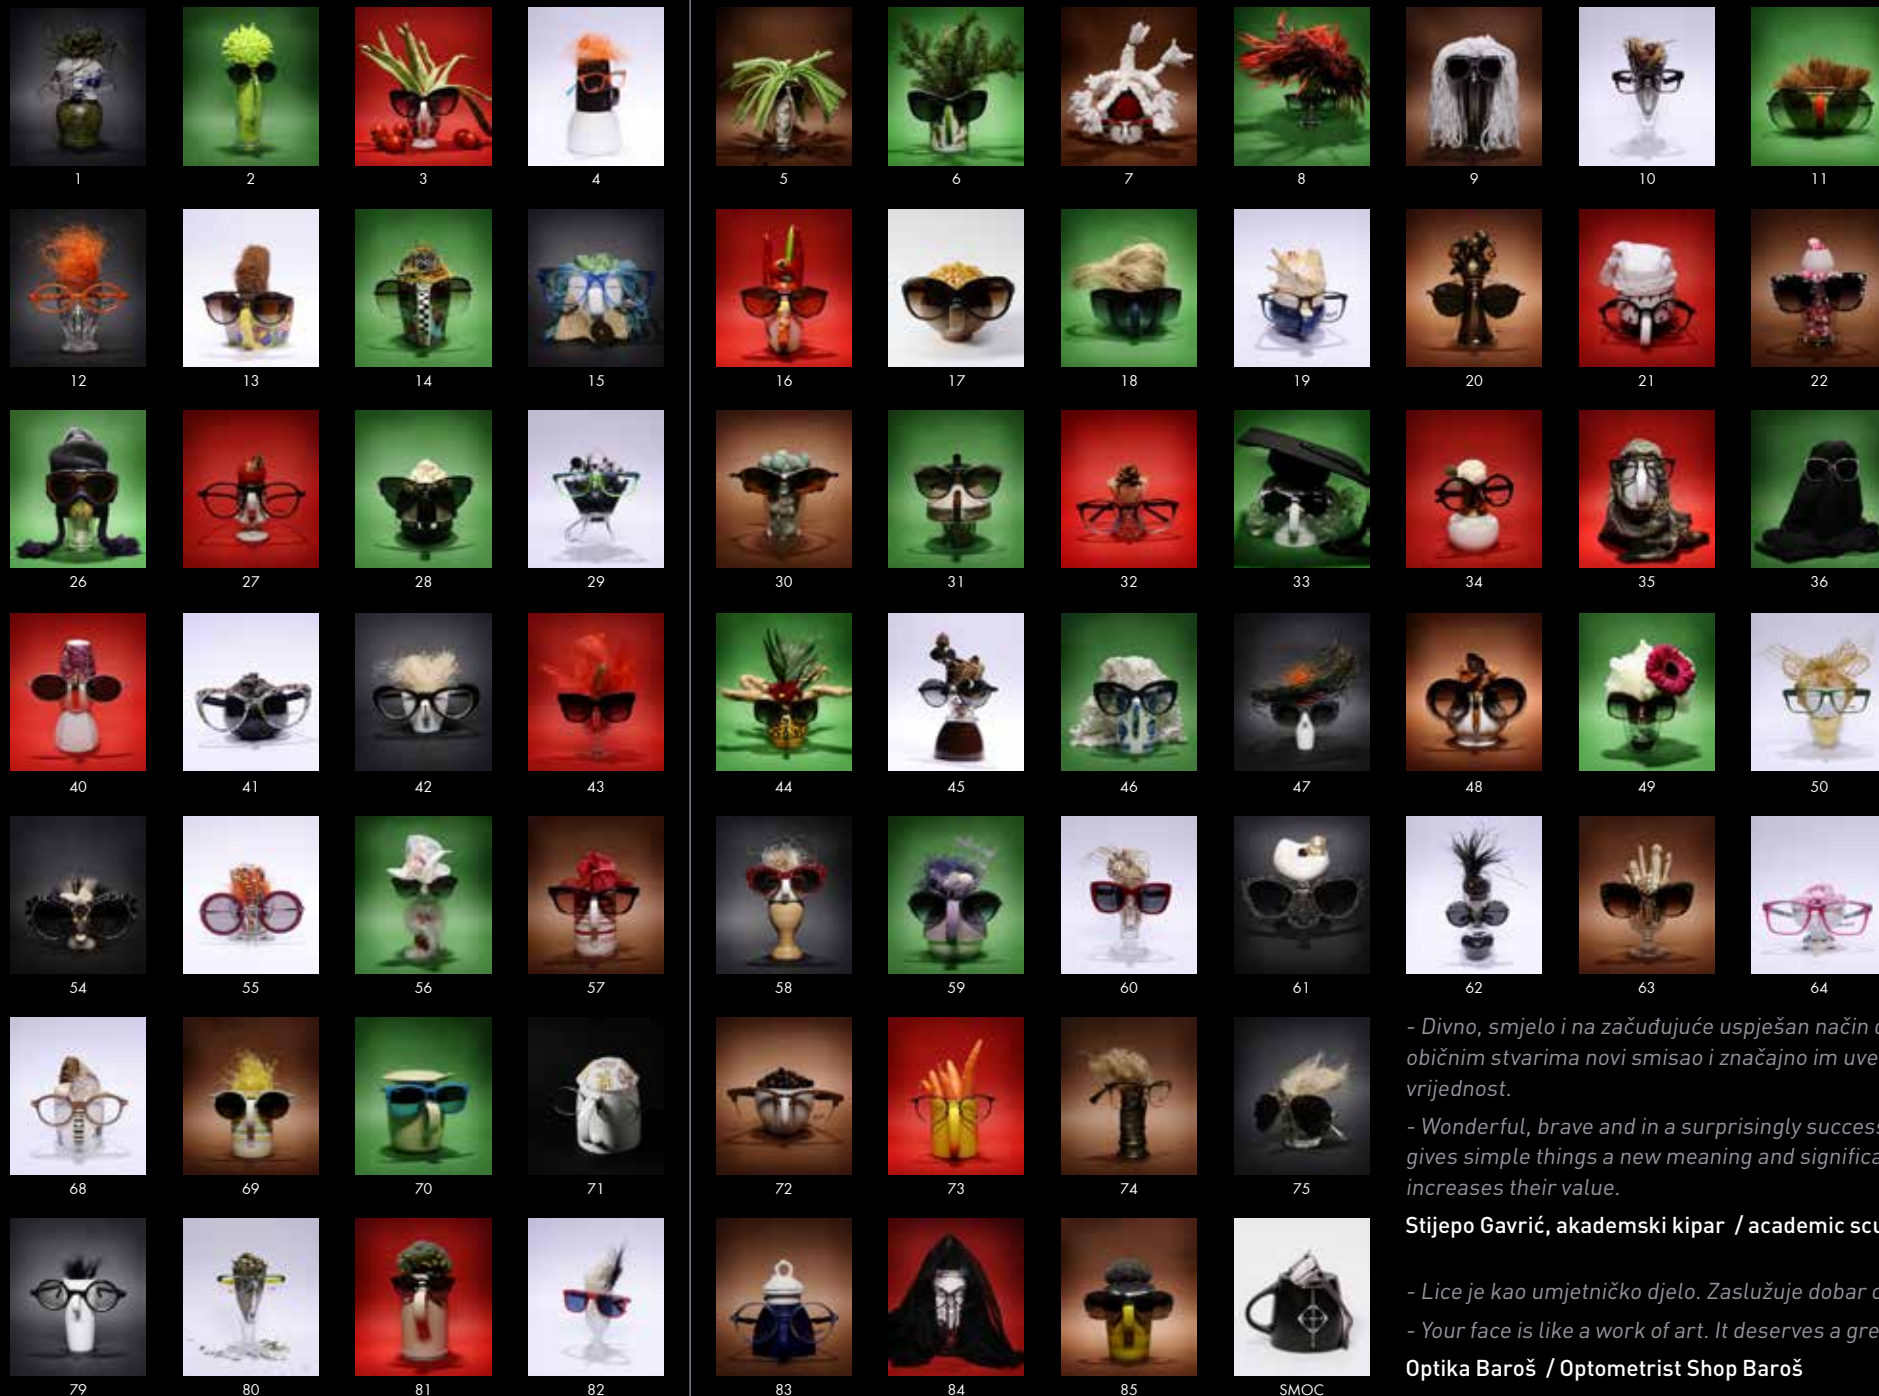 1 2 3 4 5 6 7 8 9 10 11
12 13 14 15 16 17 18 19 20 21 22
26 27 28 29 30 31 32 33 34 35 36
40 41 42 43 44 45 46 47 48 49 50
54 55 56 57 58 59 60 61 62 63 64
68 69 70 71 72 73 74 75
79 80 81 82 83 84 85 SMOC
- Divno, smjelo i na začuđujuće uspješan način
običnim stvarima novi smisao i značajno im
vrijednost.
- Wonderful, brave and in a surprisingly
gives simple things a new meaning and
increases their value.
Stijepo Gavrić, akademski kipar / academic
- Lice je kao umjetničko djelo. Zaslužuje dobar
- Your face is like a work of art. It deserves a
Optika Baroš / Optometrist Shop Baroš